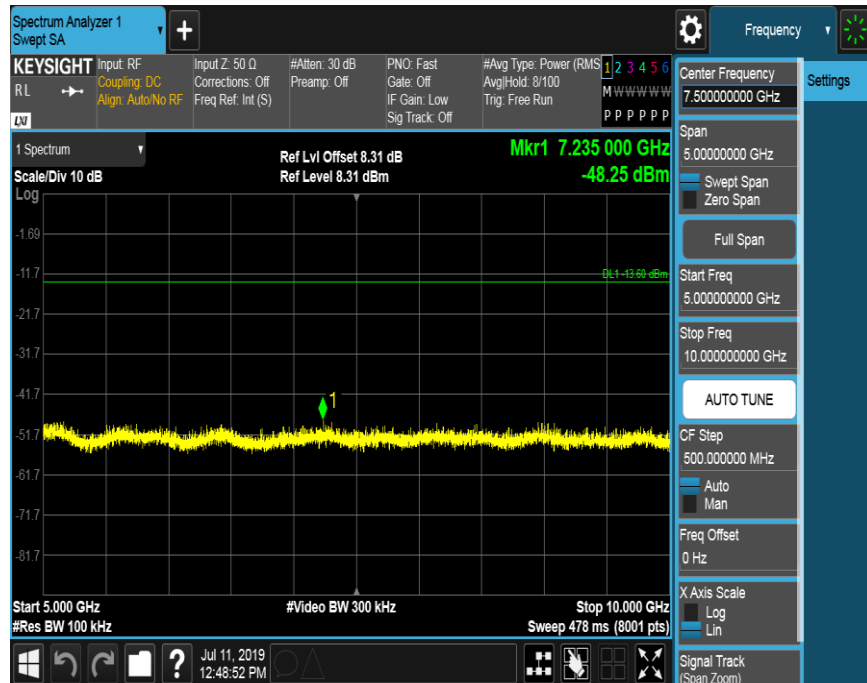 Spectrum Analyzer 1
Swept SA
+
Frequency
KEYSIGHT
RL
LXI
Input: RF
Coupling: DC
Align: Auto/No RF
Input Z: 50 Ω
Corrections: Off
Freq Ref: Int (S)
#Atten: 30 dB
Preamp: Off
PNO: Fast
Gate: Off
IF Gain: Low
Sig Track: Off
#Avg Type: Power (RMS
Avg|Hold: 8/100
Trig: Free Run
1 2 3 4 5 6
M W W W W W
P P P P P P
1 Spectrum
Scale/Div 10 dB
Log
Ref Lvl Offset 8.31 dB
Ref Level 8.31 dBm
Mkr1 7.235 000 GHz
-48.25 dBm
-1.69
-11.7
DL1 -13.60 dBm
-21.7
-31.7
-41.7
1
-51.7
-61.7
-71.7
-81.7
Start 5.000 GHz
#Video BW 300 kHz
Stop 10.000 GHz
#Res BW 100 kHz
Sweep 478 ms (8001 pts)
?
Jul 11, 2019
12:48:52 PM
Center Frequency
7.500000000 GHz
Settings
Span
5.00000000 GHz
Swept Span
Zero Span
Full Span
Start Freq
5.000000000 GHz
Stop Freq
10.000000000 GHz
AUTO TUNE
CF Step
500.000000 MHz
Auto
Man
Freq Offset
0 Hz
X Axis Scale
Log
Lin
Signal Track
(Span Zoom)